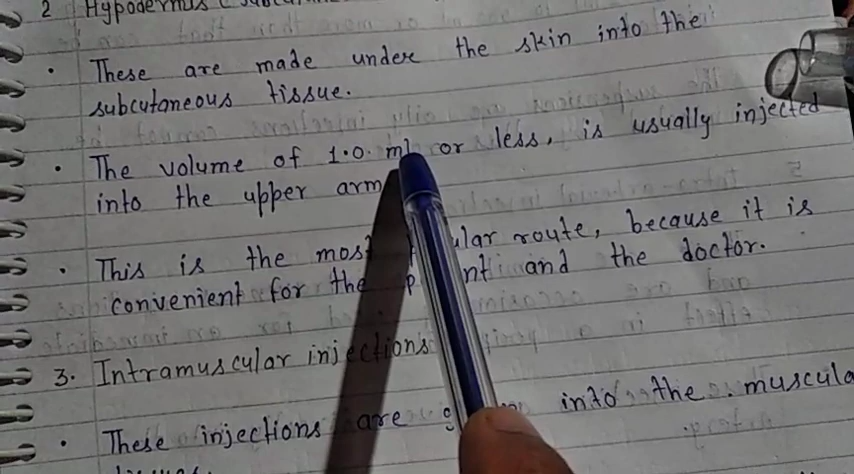 2 Hypodermis
These are made under the skin into the
subcutaneous tissue.
The volume of 1.0 ml or less, is usually injected
into the upper arm
This is the most ular route, because it is
convenient for the p nt and the doctor.
3. Intramuscular injections
These injections are into the muscula